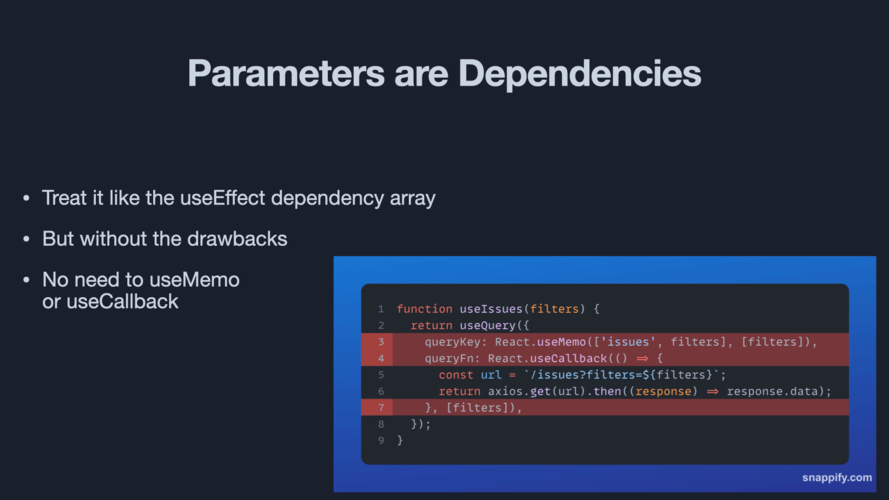 Parameters are Dependencies
• Treat it like the useEffect dependency array
• But without the drawbacks
• No need to useMemo
or useCallback
1 function useIssues(filters) {
2   return useQuery({
3     queryKey: React.useMemo(['issues', filters], [filters]),
4     queryFn: React.useCallback(() => {
5       const url = `/issues?filters=${filters}`;
6       return axios.get(url).then((response) => response.data);
7     }, [filters]),
8   });
9 }
snappify.com